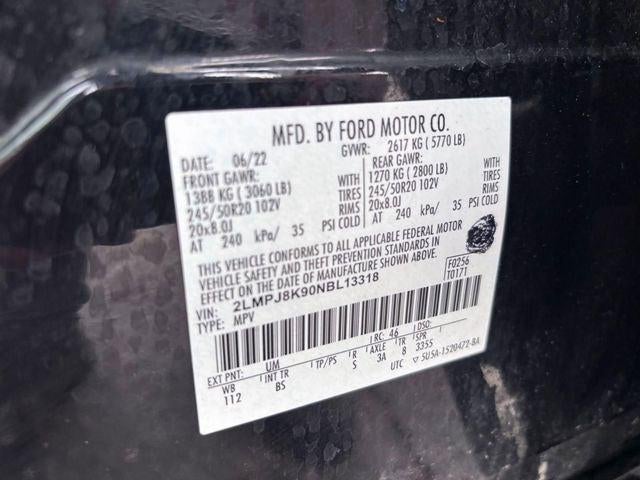 MFD. BY FORD MOTOR CO.
DATE: 06/22 GVWR: 2617 KG ( 5770 LB)
FRONT GAWR: REAR GAWR:
1388 KG ( 3060 LB) WITH 1270 KG ( 2800 LB) WITH
245/50R20 102V TIRES 245/50R20 102V TIRES
20x8.0J RIMS 20x8.0J RIMS
AT 240 kPa/ 35 PSI COLD AT 240 kPa/ 35 PSI COLD
THIS VEHICLE CONFORMS TO ALL APPLICABLE FEDERAL MOTOR
VEHICLE SAFETY AND THEFT PREVENTION STANDARDS IN
EFFECT ON THE DATE OF MANUFACTURE SHOWN ABOVE.
VIN: 2LMPJ8K90NBL13318 F0256
TYPE: MPV T0171
EXT PNT: UM RC: 46 DSO:
WB INT TR TP/PS R AXLE TR SPR
112 BS S 3A 8 3355
UTC ▽ 5U5A-1520472-BA